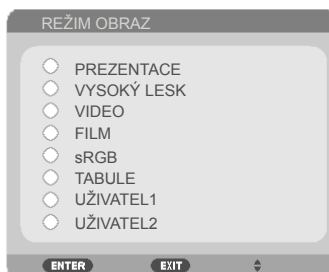 REŽIM OBRAZ
PREZENTACE
VYSOKÝ LESK
VIDEO
FILM
sRGB
TABULE
UŽIVATEL1
UŽIVATEL2
ENTER EXIT